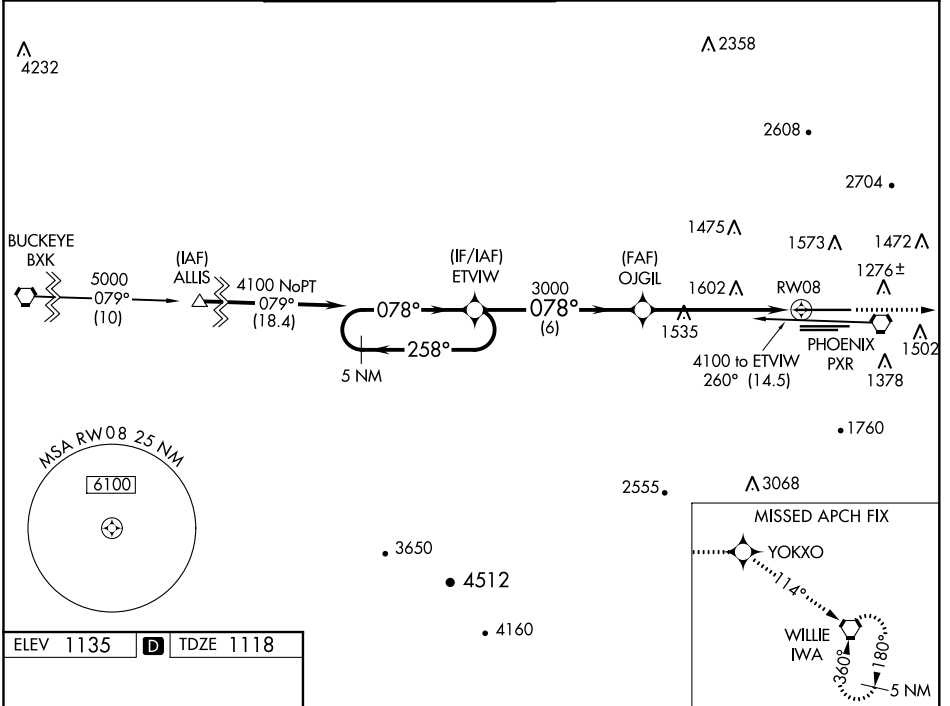 4232
2358
2608
2704
1475
1573
1472
BUCKEYE
BXK
(IAF)
ALLIS
(IF/IAF)
ETVIW
(FAF)
OJGIL
1276±
5000
079°
(10)
4100 NoPT
079°
(18.4)
078°
3000
078°
(6)
1602
RW08
1535
258°
5 NM
4100 to ETVIW
260° (14.5)
PHOENIX
PXR
1502
1378
1760
MSA RW08 25 NM
6100
2555
3068
3650
4512
4160
MISSED APCH FIX
YOKXO
114°
WILLIE
IWA
360°
180°
5 NM
ELEV 1135 D TDZE 1118